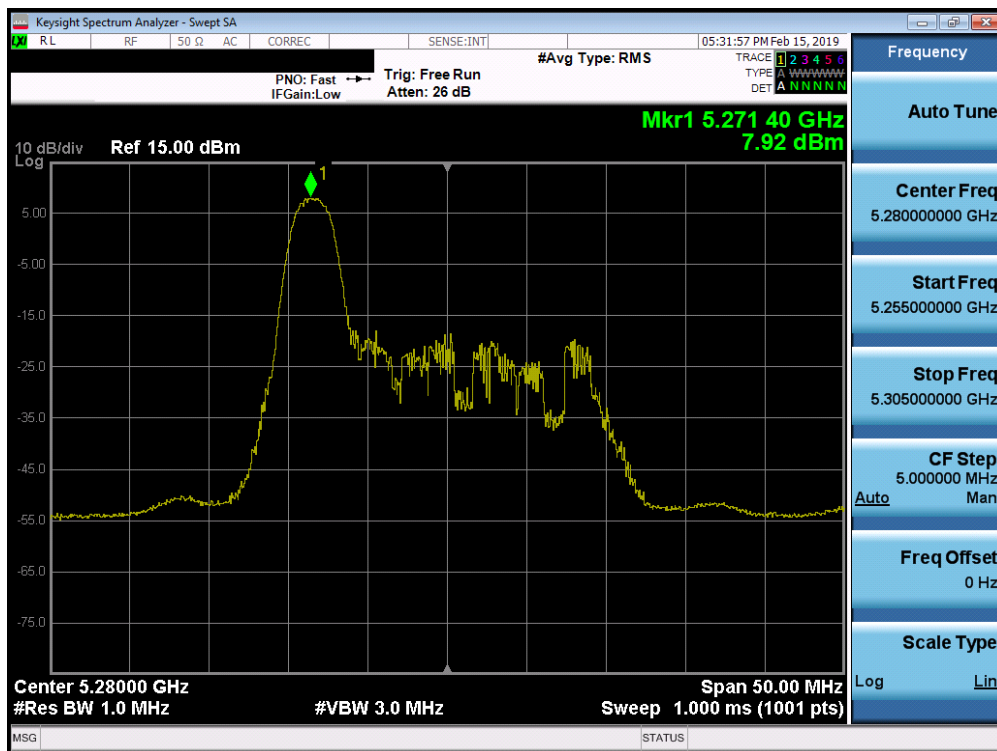 Keysight Spectrum Analyzer - Swept SA
LXI RL RF 50 Ω AC CORREC SENSE:INT 05:31:57 PM Feb 15, 2019
#Avg Type: RMS TRACE 1 2 3 4 5 6
PNO: Fast Trig: Free Run TYPE A WWWWW
IFGain:Low Atten: 26 dB DET A N N N N N
Mkr1 5.271 40 GHz
7.92 dBm
10 dB/div Ref 15.00 dBm
Log
1
5.00
-5.00
-15.0
-25.0
-35.0
-45.0
-55.0
-65.0
-75.0
Center 5.28000 GHz Span 50.00 MHz
#Res BW 1.0 MHz #VBW 3.0 MHz Sweep 1.000 ms (1001 pts)
MSG STATUS
Frequency
Auto Tune
Center Freq
5.280000000 GHz
Start Freq
5.255000000 GHz
Stop Freq
5.305000000 GHz
CF Step
5.000000 MHz
Auto Man
Freq Offset
0 Hz
Scale Type
Log Lin